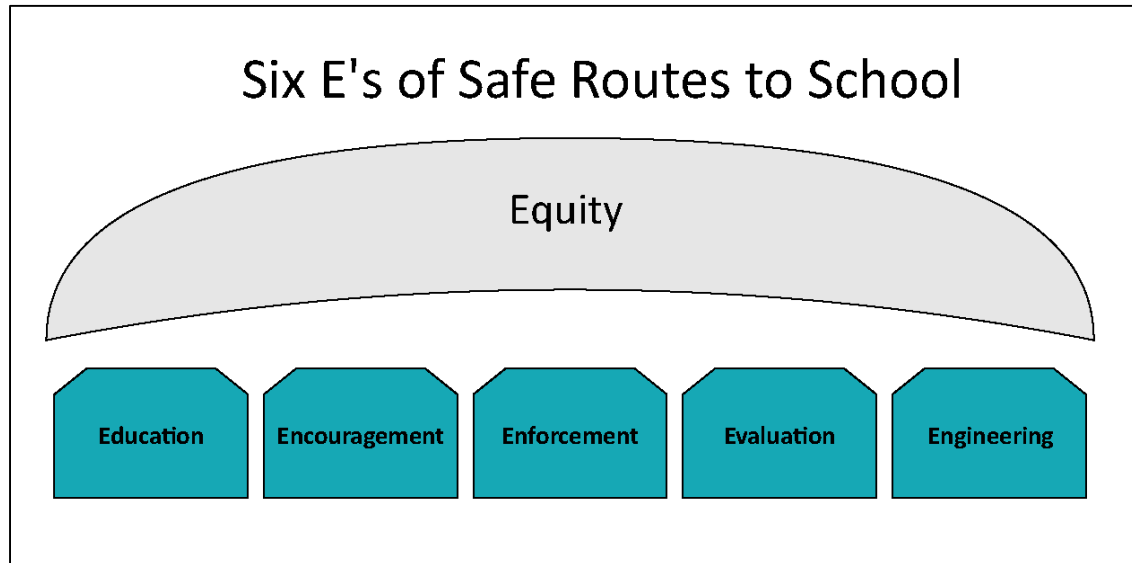 Six E's of Safe Routes to School
Equity
Education
Encouragement
Enforcement
Evaluation
Engineering